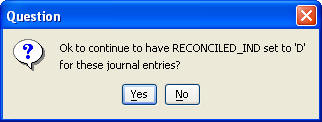 Question
Ok to continue to have RECONCILED_IND set to 'D'
for these journal entries?
Yes No